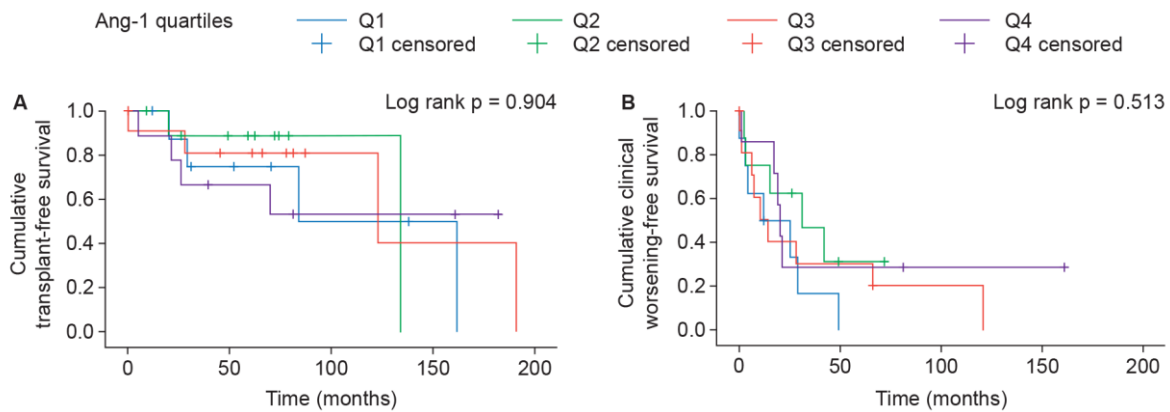 Ang-1 quartiles
Q1
Q2
Q3
Q4
Q1 censored
Q2 censored
Q3 censored
Q4 censored
A
Log rank p = 0.904
Cumulative
transplant-free survival
1.0
0.8
0.6
0.4
0.2
0.0
0
50
100
150
200
Time (months)
B
Log rank p = 0.513
Cumulative clinical
worsening-free survival
1.0
0.8
0.6
0.4
0.2
0.0
0
50
100
150
200
Time (months)